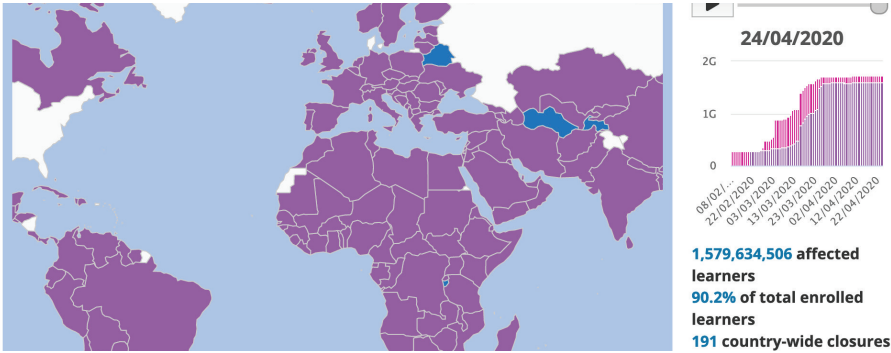 24/04/2020
2G
1G
0
08/02/...
22/02/2020
03/03/2020
13/03/2020
23/03/2020
02/04/2020
12/04/2020
22/04/2020
1,579,634,506 affected
learners
90.2% of total enrolled
learners
191 country-wide closures